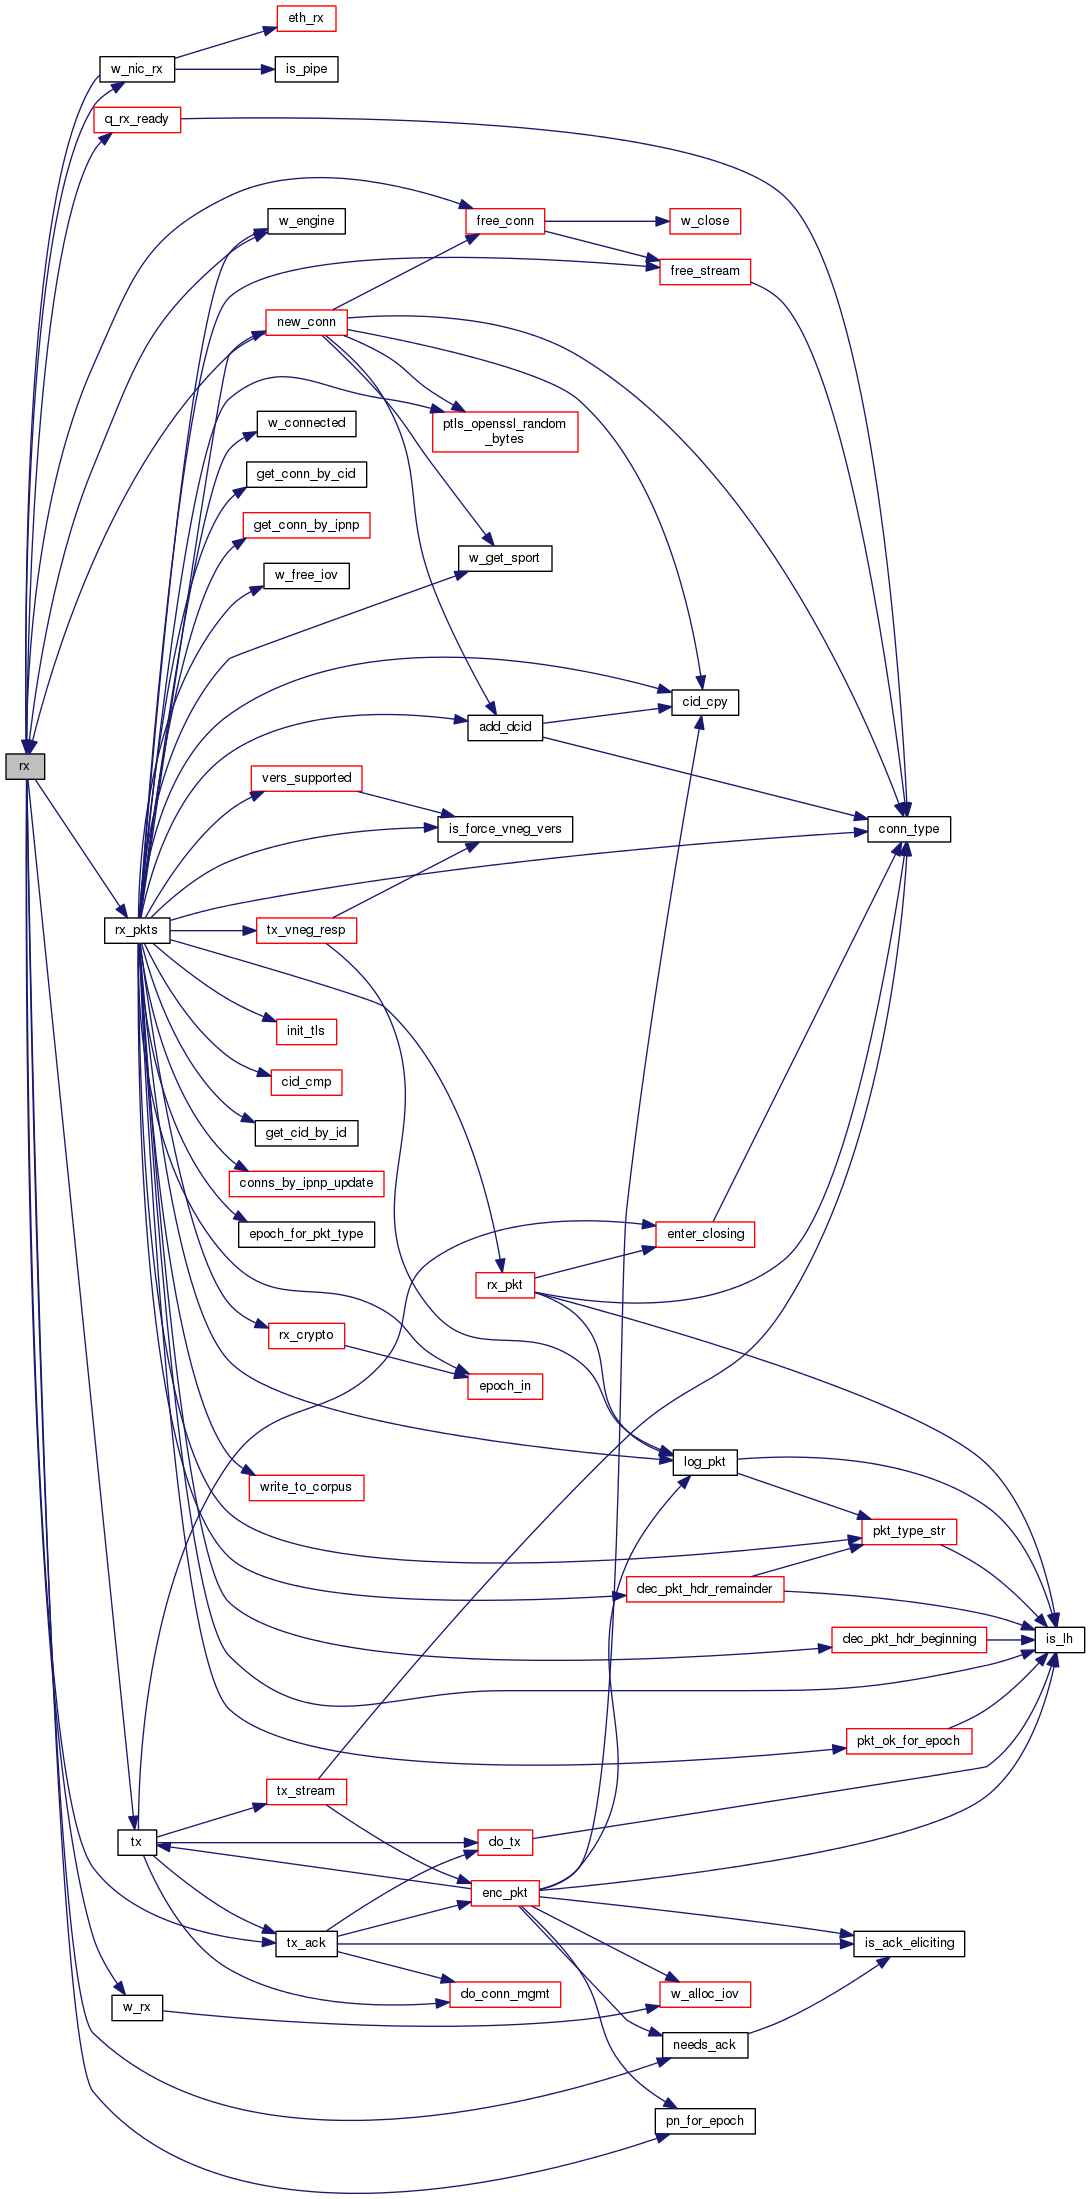 eth_rx
w_nic_rx
is_pipe
q_rx_ready
w_engine
free_conn
w_close
free_stream
new_conn
w_connected
ptls_openssl_random
_bytes
get_conn_by_cid
get_conn_by_ipnp
w_get_sport
w_free_iov
cid_cpy
add_dcid
rx
vers_supported
is_force_vneg_vers
conn_type
rx_pkts
tx_vneg_resp
init_tls
cid_cmp
get_cid_by_id
conns_by_ipnp_update
epoch_for_pkt_type
enter_closing
rx_pkt
rx_crypto
epoch_in
log_pkt
write_to_corpus
pkt_type_str
dec_pkt_hdr_remainder
dec_pkt_hdr_beginning
is_lh
pkt_ok_for_epoch
tx_stream
tx
do_tx
enc_pkt
tx_ack
is_ack_eliciting
do_conn_mgmt
w_alloc_iov
w_rx
needs_ack
pn_for_epoch